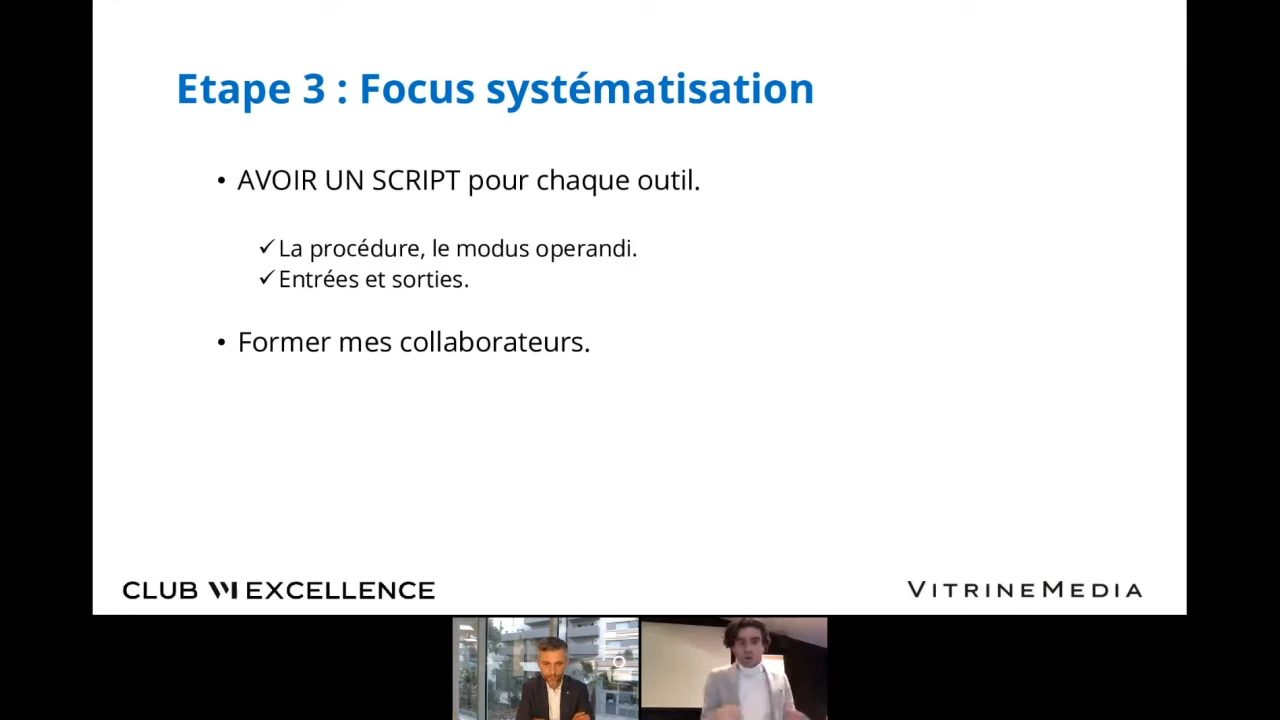 Etape 3 : Focus systématisation
• AVOIR UN SCRIPT pour chaque outil.
✓ La procédure, le modus operandi.
✓ Entrées et sorties.
• Former mes collaborateurs.
CLUB VM EXCELLENCE
VITRINEMEDIA